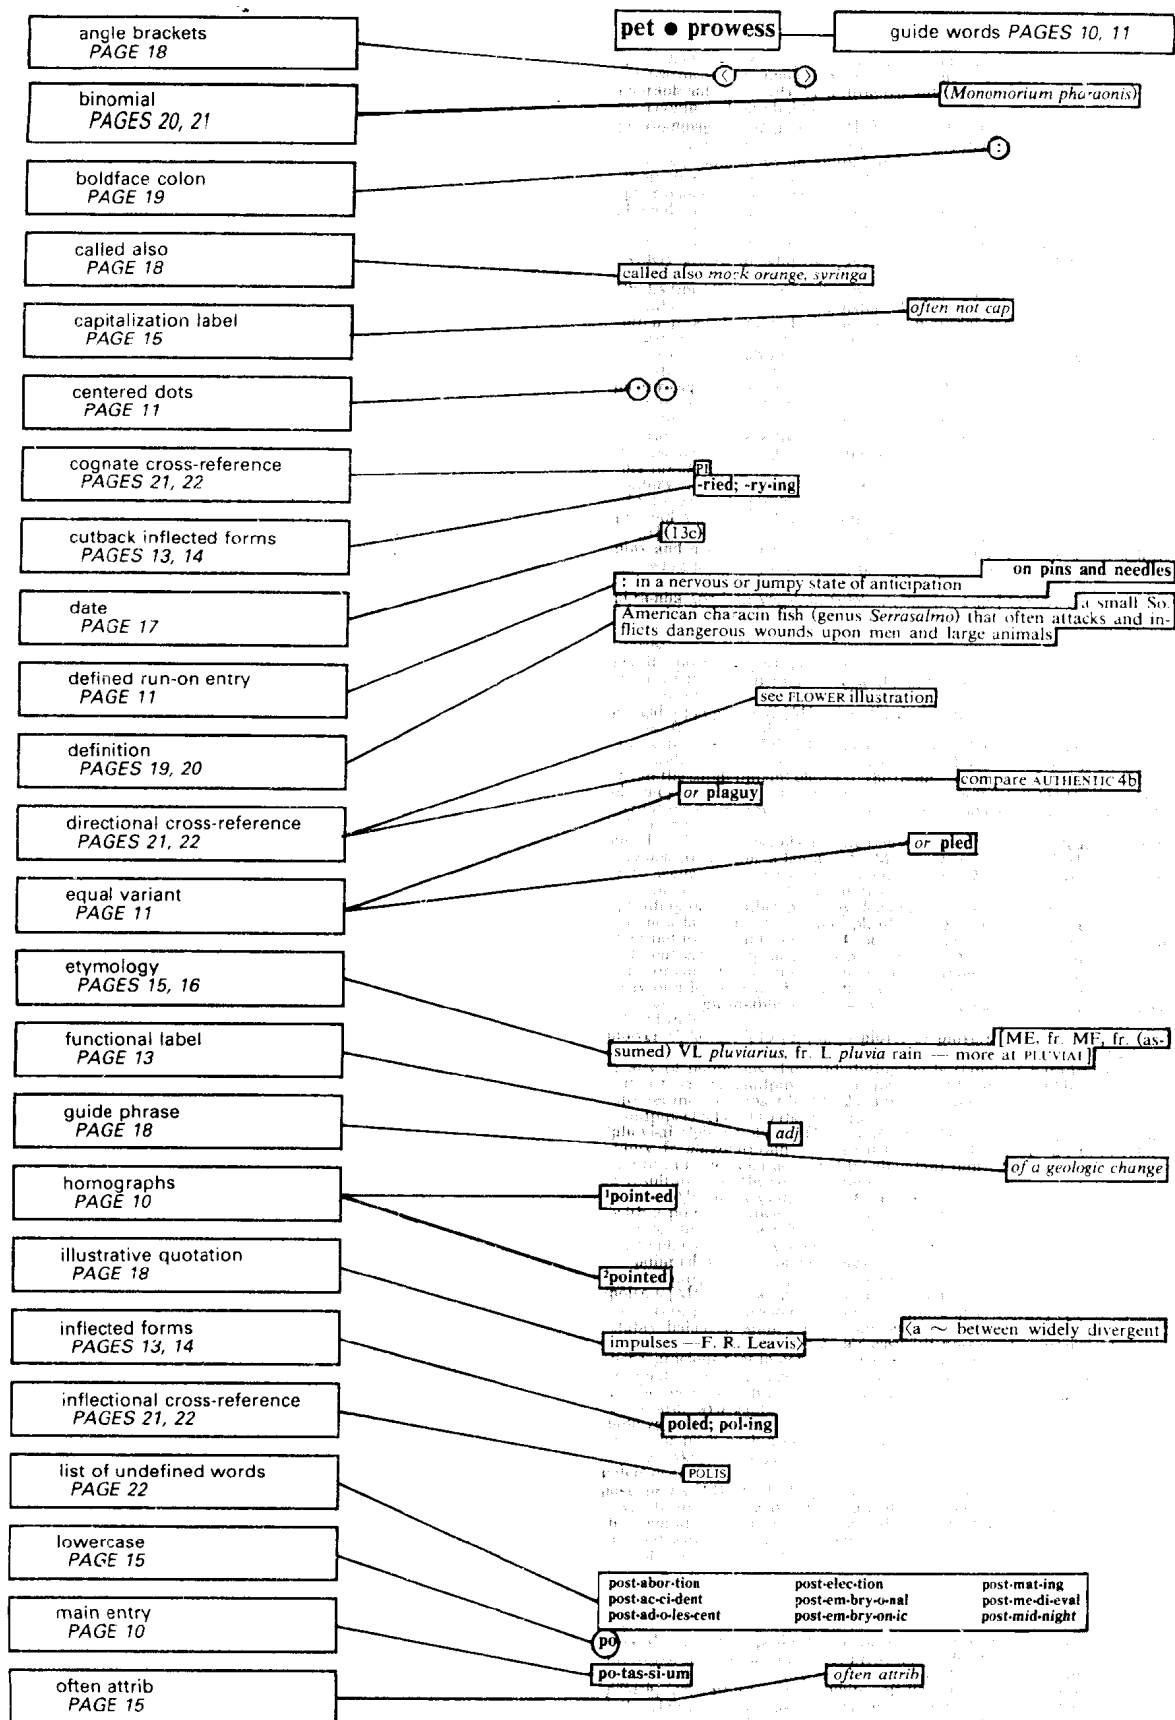 angle brackets
PAGE 18
pet ● prowess
guide words PAGES 10, 11
〈 〉
binomial
PAGES 20, 21
(Monomorium pharaonis)
boldface colon
PAGE 19
:
called also
PAGE 18
called also mock orange, syringa
capitalization label
PAGE 15
often not cap
centered dots
PAGE 11
· ·
cognate cross-reference
PAGES 21, 22
PI
-ried; -ry·ing
cutback inflected forms
PAGES 13, 14
(13c)
date
PAGE 17
on pins and needles
: in a nervous or jumpy state of anticipation
a small So.
American characin fish (genus Serrasalmo) that often attacks and in-
flicts dangerous wounds upon men and large animals
defined run-on entry
PAGE 11
see FLOWER illustration
definition
PAGES 19, 20
compare AUTHENTIC 4b
or plaguy
directional cross-reference
PAGES 21, 22
or pled
equal variant
PAGE 11
etymology
PAGES 15, 16
[ME, fr. MF, fr. (as-
sumed) VL pluviarius, fr. L pluvia rain — more at PLUVIAL]
functional label
PAGE 13
adj
guide phrase
PAGE 18
of a geologic change
homographs
PAGE 10
¹point·ed
²pointed
illustrative quotation
PAGE 18
〈a ~ between widely divergent
impulses — F. R. Leavis〉
inflected forms
PAGES 13, 14
poled; pol·ing
inflectional cross-reference
PAGES 21, 22
POLIS
list of undefined words
PAGE 22
post·abor·tion post·elec·tion post·mat·ing
post·ac·ci·dent post·em·bry·o·nal post·me·di·eval
post·ad·o·les·cent post·em·bry·on·ic post·mid·night
lowercase
PAGE 15
po
main entry
PAGE 10
po·tas·si·um
often attrib
often attrib
PAGE 15